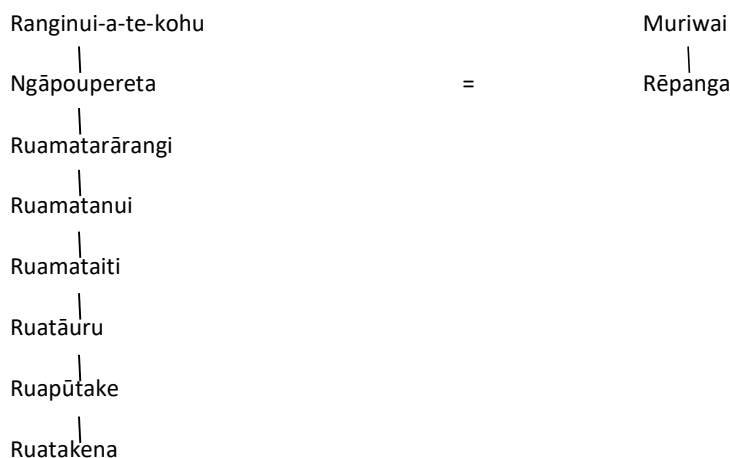 Ranginui-a-te-kohu Muriwai
Ngāpoupereta = Rēpanga
Ruamatarārangi
Ruamatanui
Ruamataiti
Ruatāuru
Ruapūtake
Ruatakena